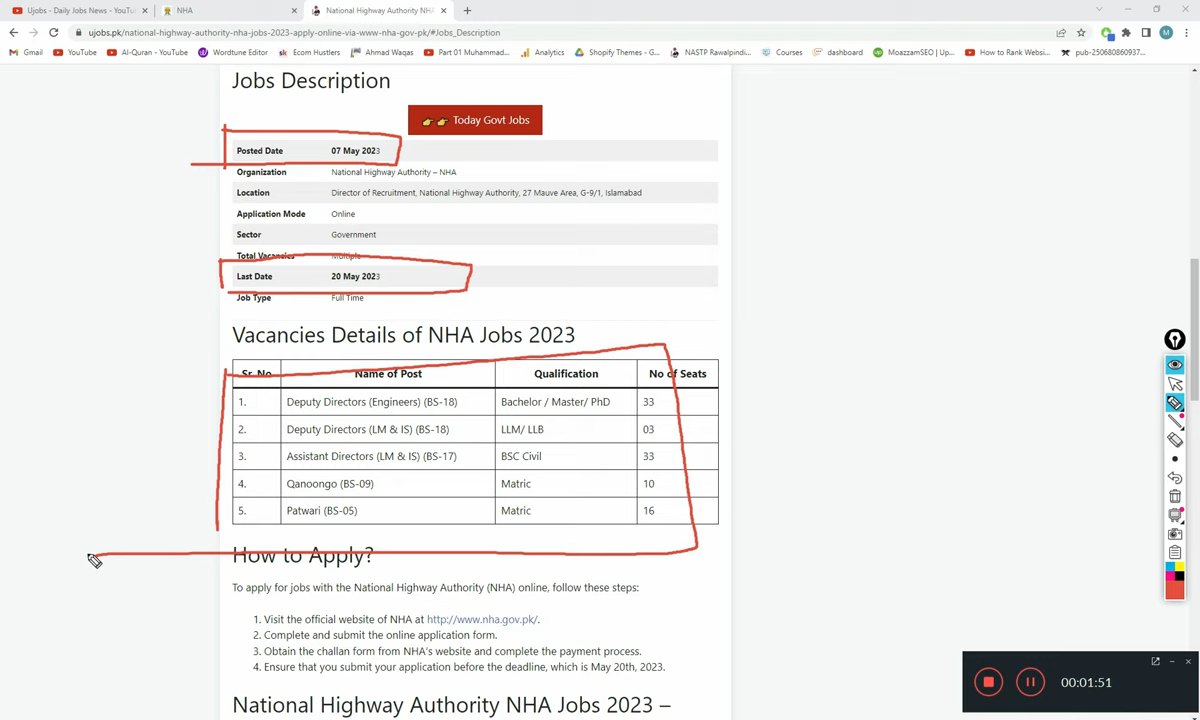 Ujobs - Daily Jobs News - YouTu
NHA
National Highway Authority NHA
ujobs.pk/national-highway-authority-nha-jobs-2023-apply-online-via-www-nha-gov-pk/#Jobs_Description
Gmail YouTube Al-Quran - YouTube Wordtune Editor Ecom Hustlers Ahmad Waqas Part 01 Muhammad... Analytics Shopify Themes - G... NASTP Rawalpindi... Courses dashboard MoazzamSEO | Up... How to Rank Websi... pub-250680860937...
Jobs Description
Today Govt Jobs
Posted Date 07 May 2023
Organization National Highway Authority – NHA
Location Director of Recruitment, National Highway Authority, 27 Mauve Area, G-9/1, Islamabad
Application Mode Online
Sector Government
Total Vacancies Multiple
Last Date 20 May 2023
Job Type Full Time
Vacancies Details of NHA Jobs 2023
Sr. No Name of Post Qualification No of Seats
1. Deputy Directors (Engineers) (BS-18) Bachelor / Master/ PhD 33
2. Deputy Directors (LM & IS) (BS-18) LLM/ LLB 03
3. Assistant Directors (LM & IS) (BS-17) BSC Civil 33
4. Qanoongo (BS-09) Matric 10
5. Patwari (BS-05) Matric 16
How to Apply?
To apply for jobs with the National Highway Authority (NHA) online, follow these steps:
1. Visit the official website of NHA at http://www.nha.gov.pk/.
2. Complete and submit the online application form.
3. Obtain the challan form from NHA's website and complete the payment process.
4. Ensure that you submit your application before the deadline, which is May 20th, 2023.
National Highway Authority NHA Jobs 2023 –
00:01:51
M